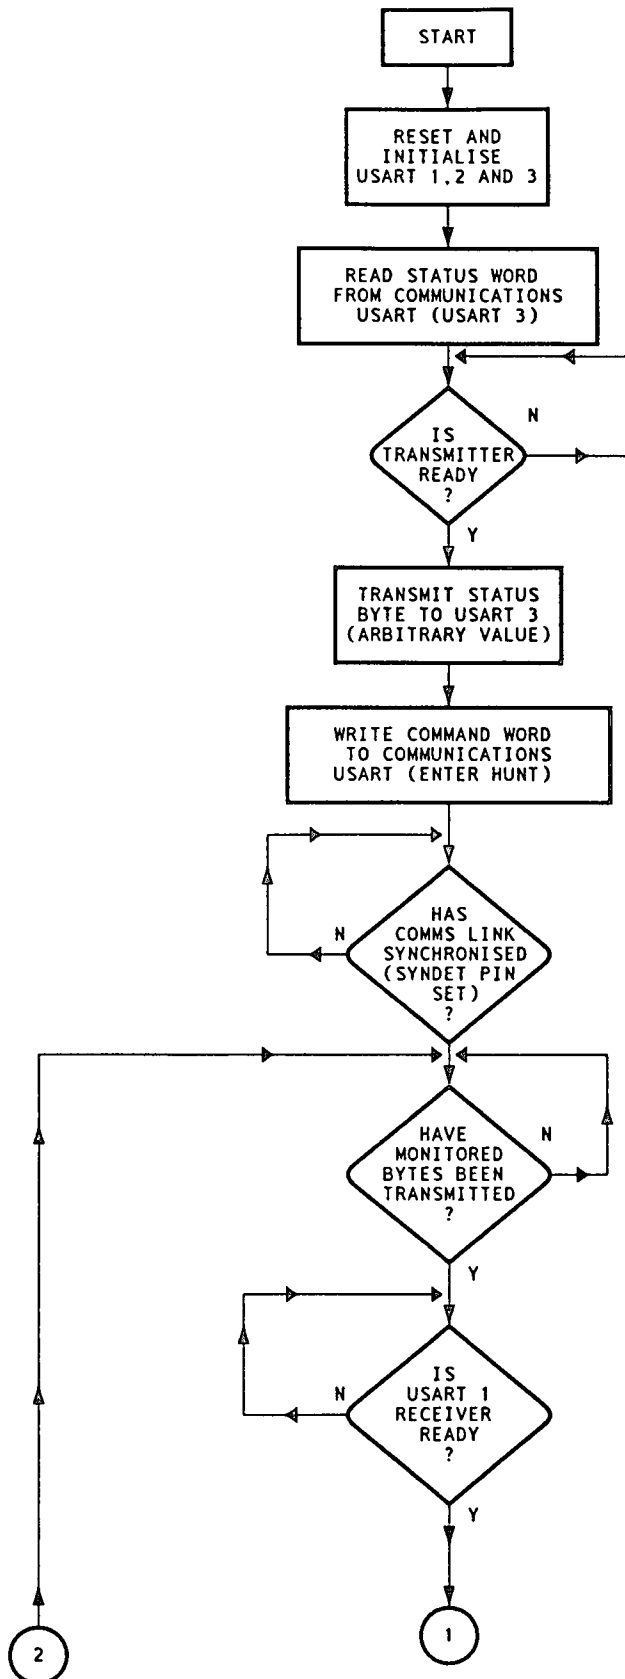 START
RESET AND
INITIALISE
USART 1,2 AND 3
READ STATUS WORD
FROM COMMUNICATIONS
USART (USART 3)
N
IS
TRANSMITTER
READY
?
Y
TRANSMIT STATUS
BYTE TO USART 3
(ARBITRARY VALUE)
WRITE COMMAND WORD
TO COMMUNICATIONS
USART (ENTER HUNT)
HAS
N
COMMS LINK
SYNCHRONISED
(SYNDET PIN
SET)
?
HAVE
N
MONITORED
BYTES BEEN
TRANSMITTED
?
Y
IS
N
USART 1
RECEIVER
READY
?
Y
1
2